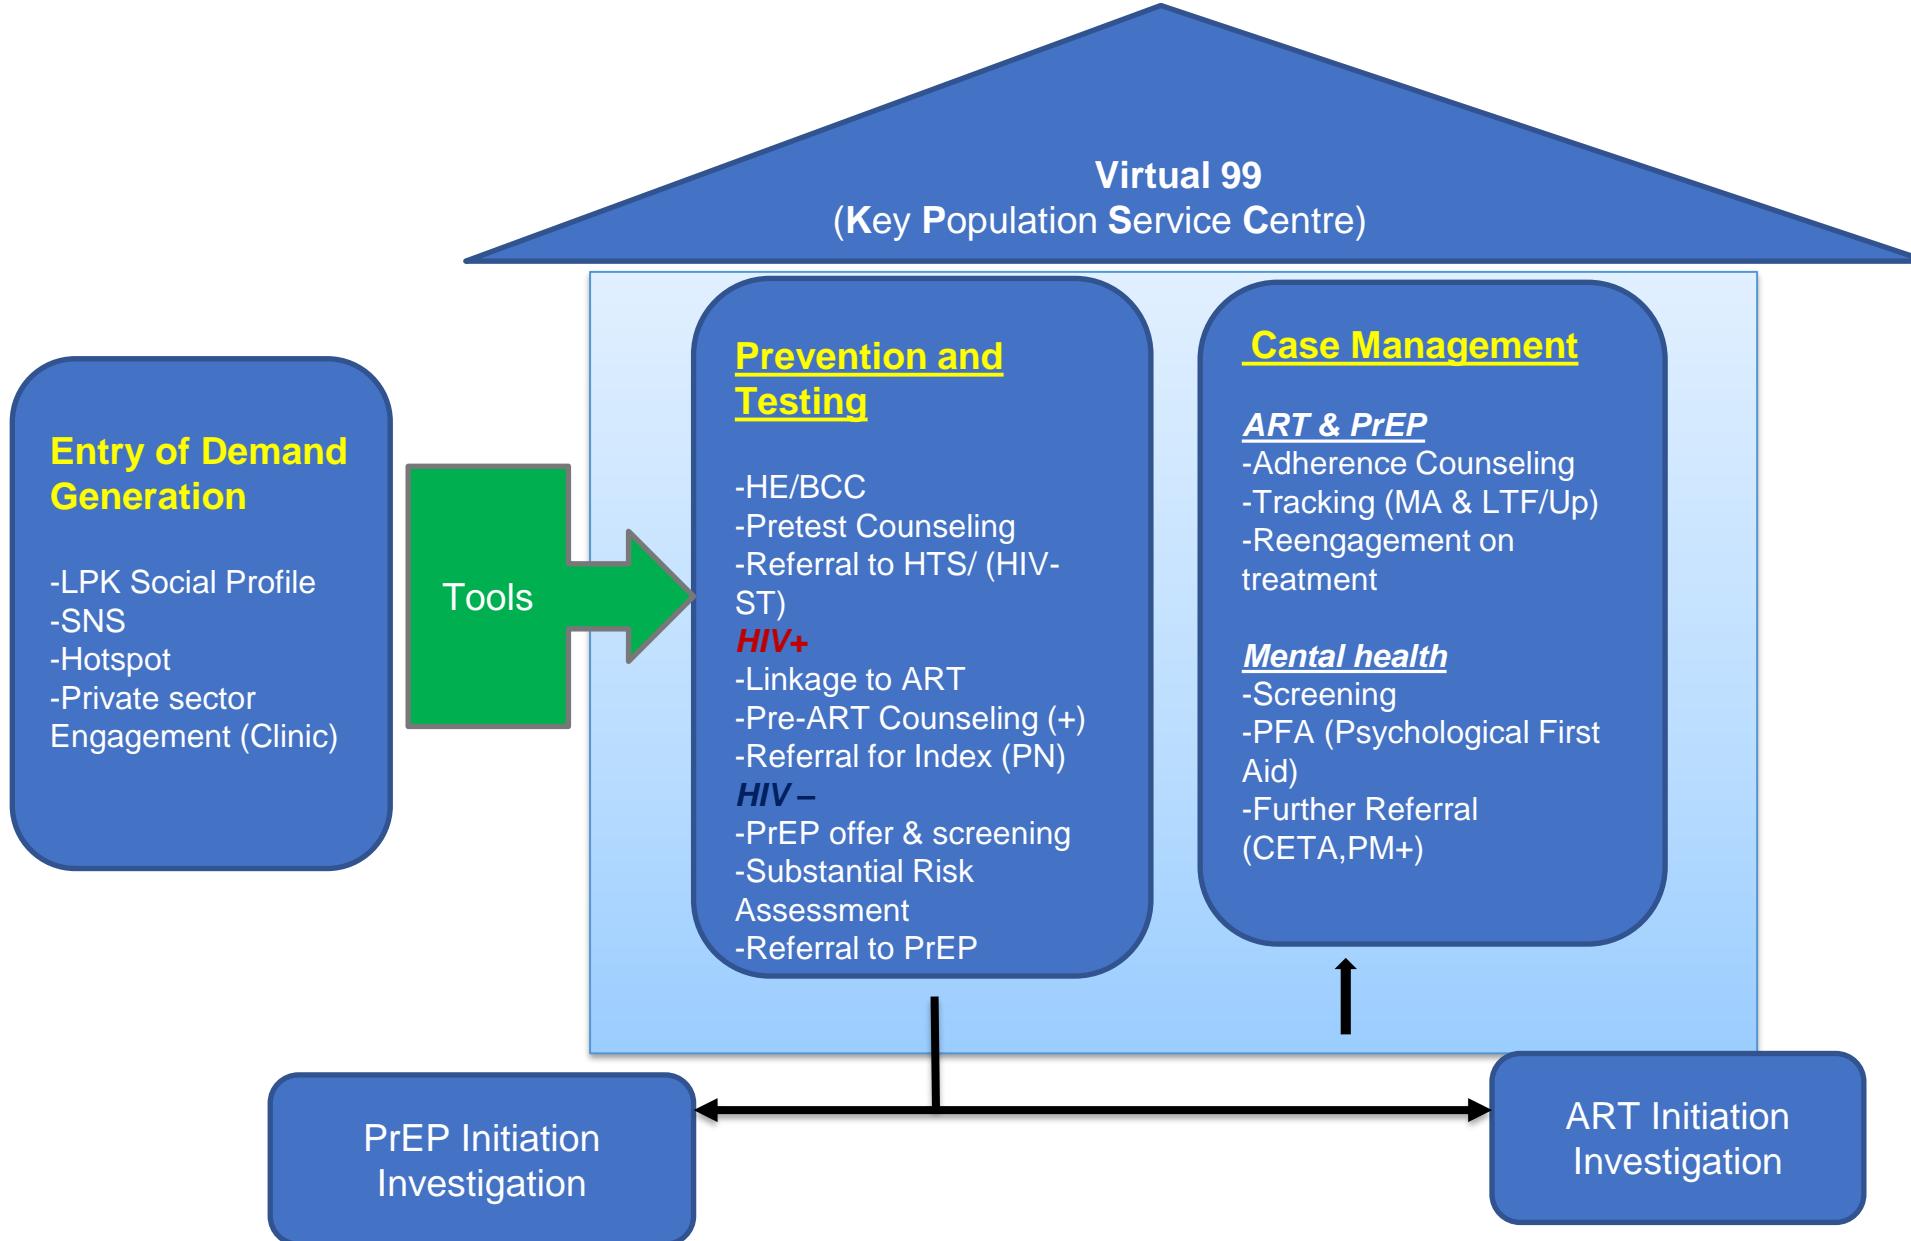 Virtual 99
(Key Population Service Centre)
Entry of Demand
Generation
-LPK Social Profile
-SNS
-Hotspot
-Private sector
Engagement (Clinic)
Tools
Prevention and
Testing
-HE/BCC
-Pretest Counseling
-Referral to HTS/ (HIV-
ST)
HIV+
-Linkage to ART
-Pre-ART Counseling (+)
-Referral for Index (PN)
HIV –
-PrEP offer & screening
-Substantial Risk
Assessment
-Referral to PrEP
Case Management
ART & PrEP
-Adherence Counseling
-Tracking (MA & LTF/Up)
-Reengagement on
treatment
Mental health
-Screening
-PFA (Psychological First
Aid)
-Further Referral
(CETA,PM+)
PrEP Initiation
Investigation
ART Initiation
Investigation